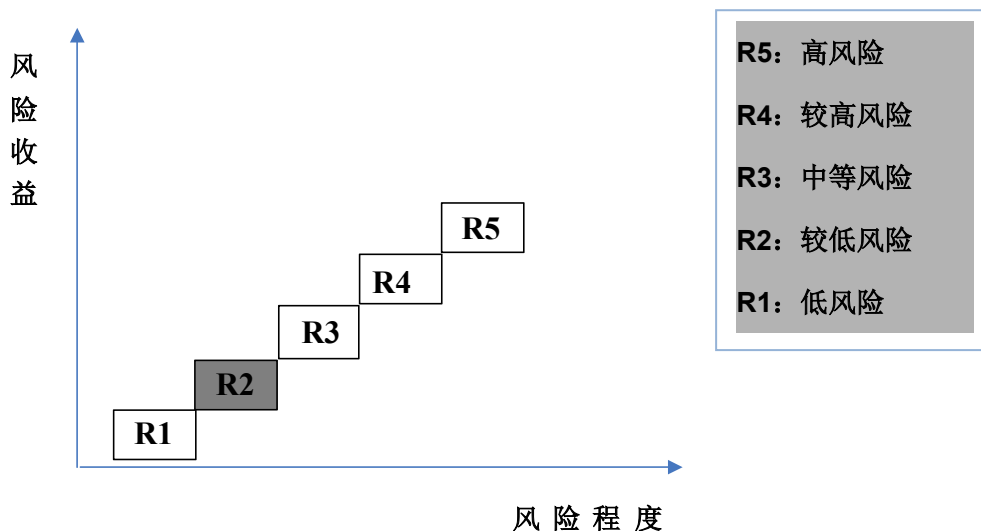 风险收益
R5
R4
R3
R2
R1
风险程度
R5：高风险
R4：较高风险
R3：中等风险
R2：较低风险
R1：低风险